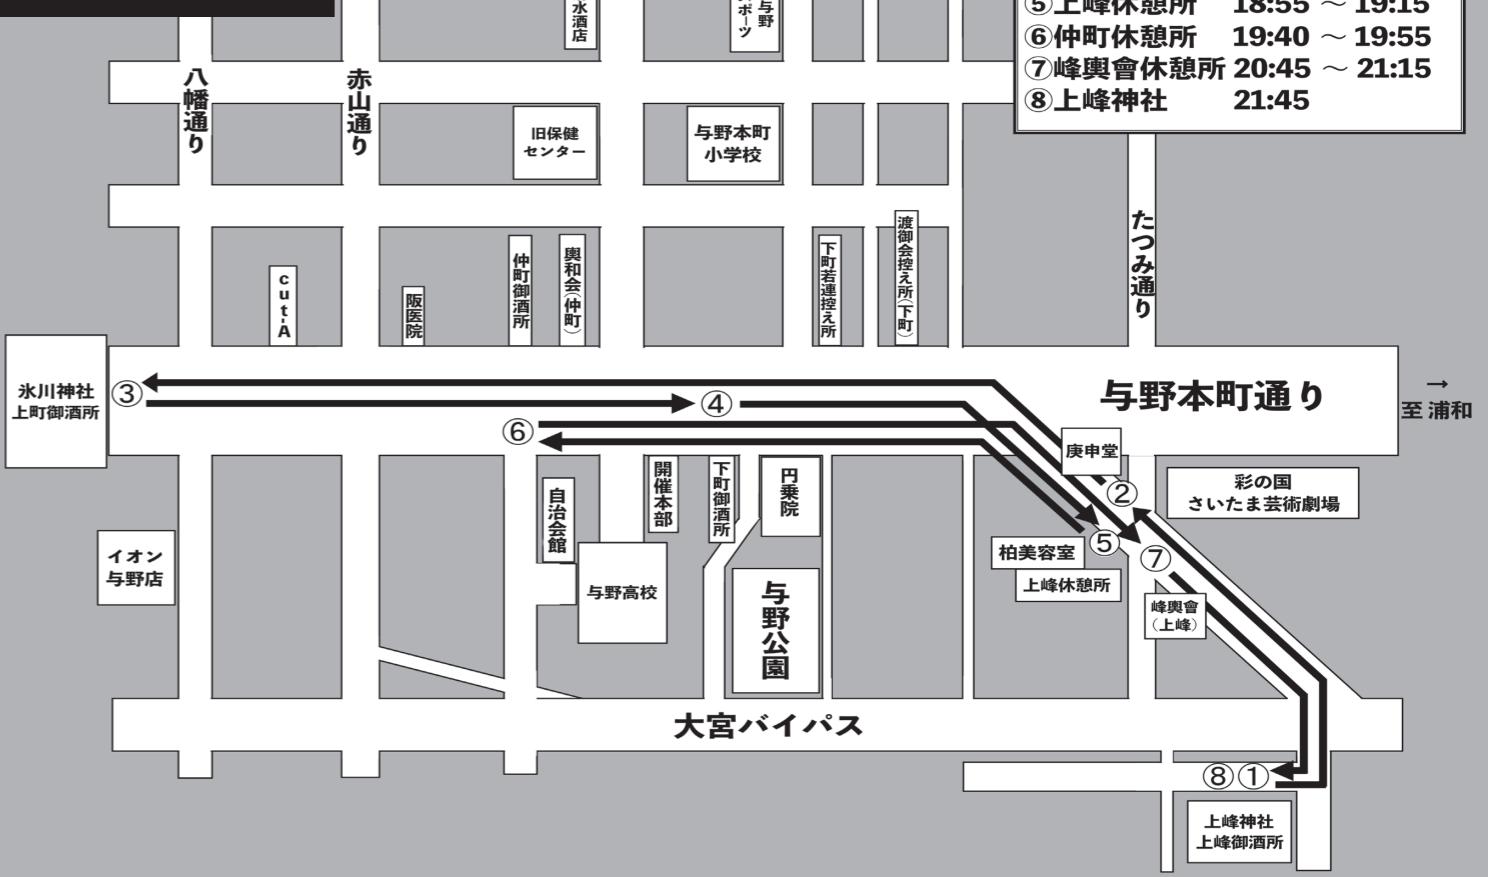 水酒店
与野
ポーツ
⑤上峰休憩所 18:55 ～ 19:15
⑥仲町休憩所 19:40 ～ 19:55
⑦峰輿會休憩所 20:45 ～ 21:15
⑧上峰神社 21:45
八幡通り
赤山通り
旧保健
センター
与野本町
小学校
たつみ通り
cut-A
阪医院
仲町御酒所
輿和会(仲町)
下町若連控え所
渡御会控え所(下町)
氷川神社
上町御酒所
③
④
⑥
与野本町通り
→
至 浦和
庚申堂
②
彩の国
さいたま芸術劇場
自治会館
開催本部
下町御酒所
円乗院
⑤
⑦
柏美容室
上峰休憩所
イオン
与野店
与野高校
与野公園
峰輿會
(上峰)
大宮バイパス
⑧①
上峰神社
上峰御酒所